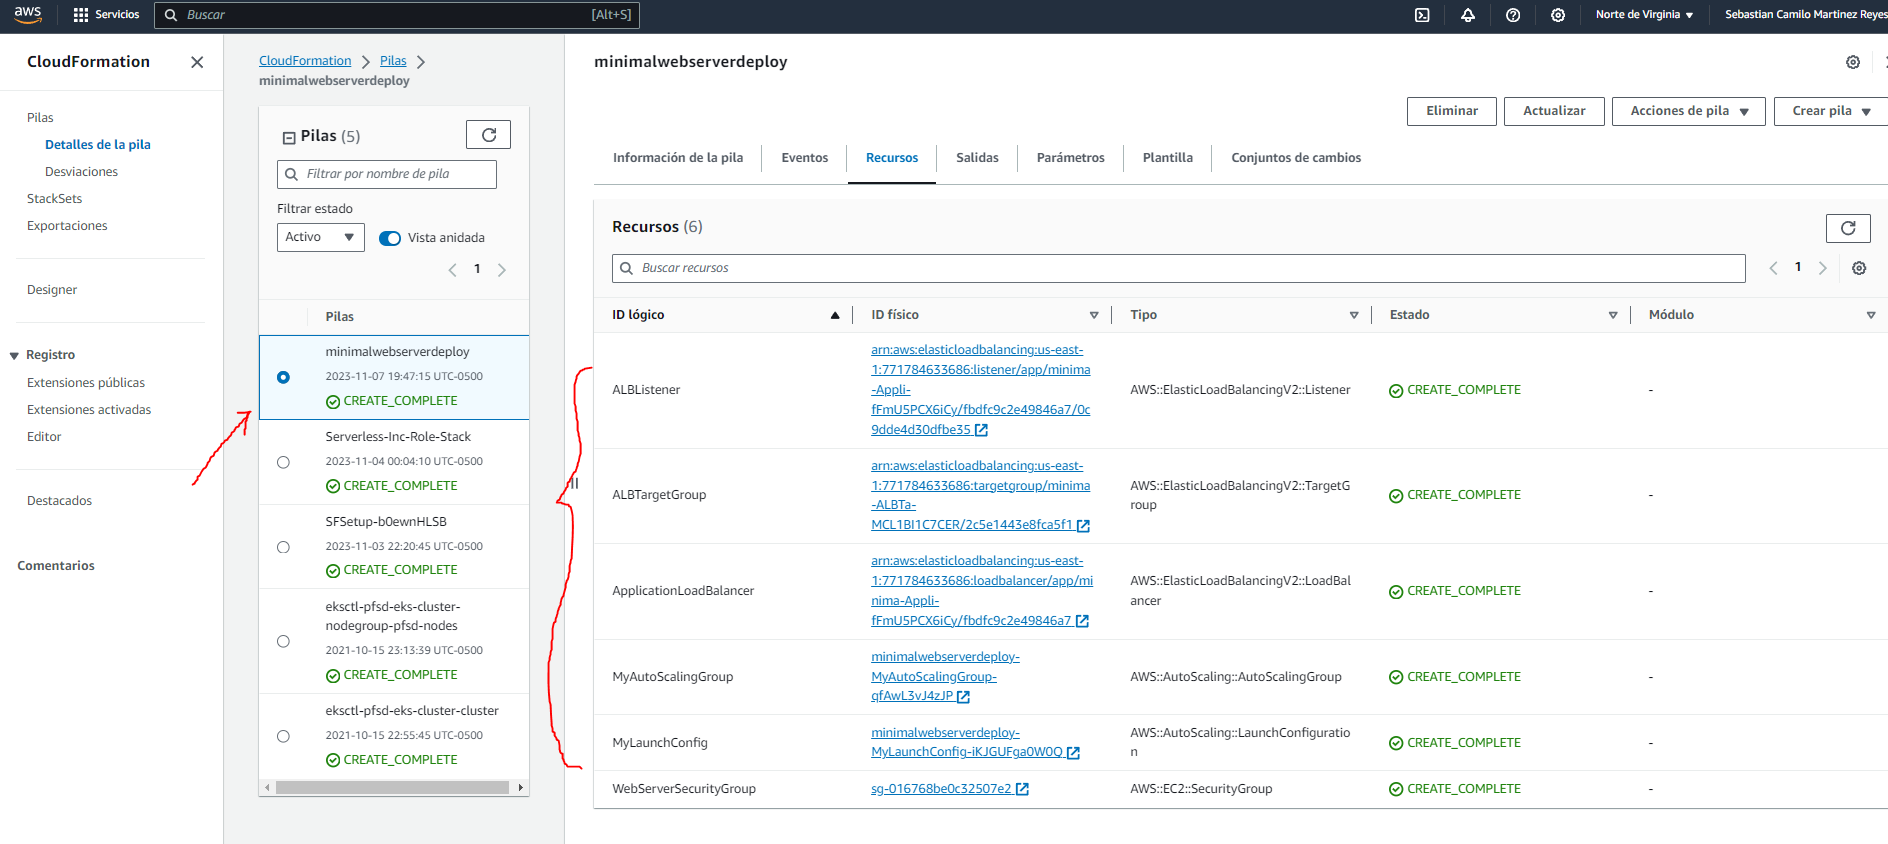 aws
Servicios
Buscar
[Alt+S]
Norte de Virginia
Sebastian Camilo Martinez Reyes
CloudFormation
Pilas
Detalles de la pila
Desviaciones
StackSets
Exportaciones
Designer
Registro
Extensiones públicas
Extensiones activadas
Editor
Destacados
Comentarios
CloudFormation
Pilas
minimalwebserverdeploy
Pilas (5)
Filtrar por nombre de pila
Filtrar estado
Activo
Vista anidada
1
Pilas
minimalwebserverdeploy
2023-11-07 19:47:15 UTC-0500
CREATE_COMPLETE
Serverless-Inc-Role-Stack
2023-11-04 00:04:10 UTC-0500
CREATE_COMPLETE
SFSetup-b0ewnHLSB
2023-11-03 22:20:45 UTC-0500
CREATE_COMPLETE
eksctl-pfsd-eks-cluster-
nodegroup-pfsd-nodes
2021-10-15 23:13:39 UTC-0500
CREATE_COMPLETE
eksctl-pfsd-eks-cluster-cluster
2021-10-15 22:55:45 UTC-0500
CREATE_COMPLETE
minimalwebserverdeploy
Eliminar
Actualizar
Acciones de pila
Crear pila
Información de la pila
Eventos
Recursos
Salidas
Parámetros
Plantilla
Conjuntos de cambios
Recursos (6)
Buscar recursos
1
ID lógico
ID físico
Tipo
Estado
Módulo
ALBListener
arn:aws:elasticloadbalancing:us-east-
1:771784633686:listener/app/minima
-Appli-
fFmU5PCX6iCy/fbdfc9c2e49846a7/0c
9dde4d30dfbe35
AWS::ElasticLoadBalancingV2::Listener
CREATE_COMPLETE
-
ALBTargetGroup
arn:aws:elasticloadbalancing:us-east-
1:771784633686:targetgroup/minima
-ALBTa-
MCL1BI1C7CER/2c5e1443e8fca5f1
AWS::ElasticLoadBalancingV2::TargetG
roup
CREATE_COMPLETE
-
ApplicationLoadBalancer
arn:aws:elasticloadbalancing:us-east-
1:771784633686:loadbalancer/app/mi
nima-Appli-
fFmU5PCX6iCy/fbdfc9c2e49846a7
AWS::ElasticLoadBalancingV2::LoadBal
ancer
CREATE_COMPLETE
-
MyAutoScalingGroup
minimalwebserverdeploy-
MyAutoScalingGroup-
qfAwL3vJ4zJP
AWS::AutoScaling::AutoScalingGroup
CREATE_COMPLETE
-
MyLaunchConfig
minimalwebserverdeploy-
MyLaunchConfig-iKJGUFga0W0Q
AWS::AutoScaling::LaunchConfiguratio
n
CREATE_COMPLETE
-
WebServerSecurityGroup
sg-016768be0c32507e2
AWS::EC2::SecurityGroup
CREATE_COMPLETE
-